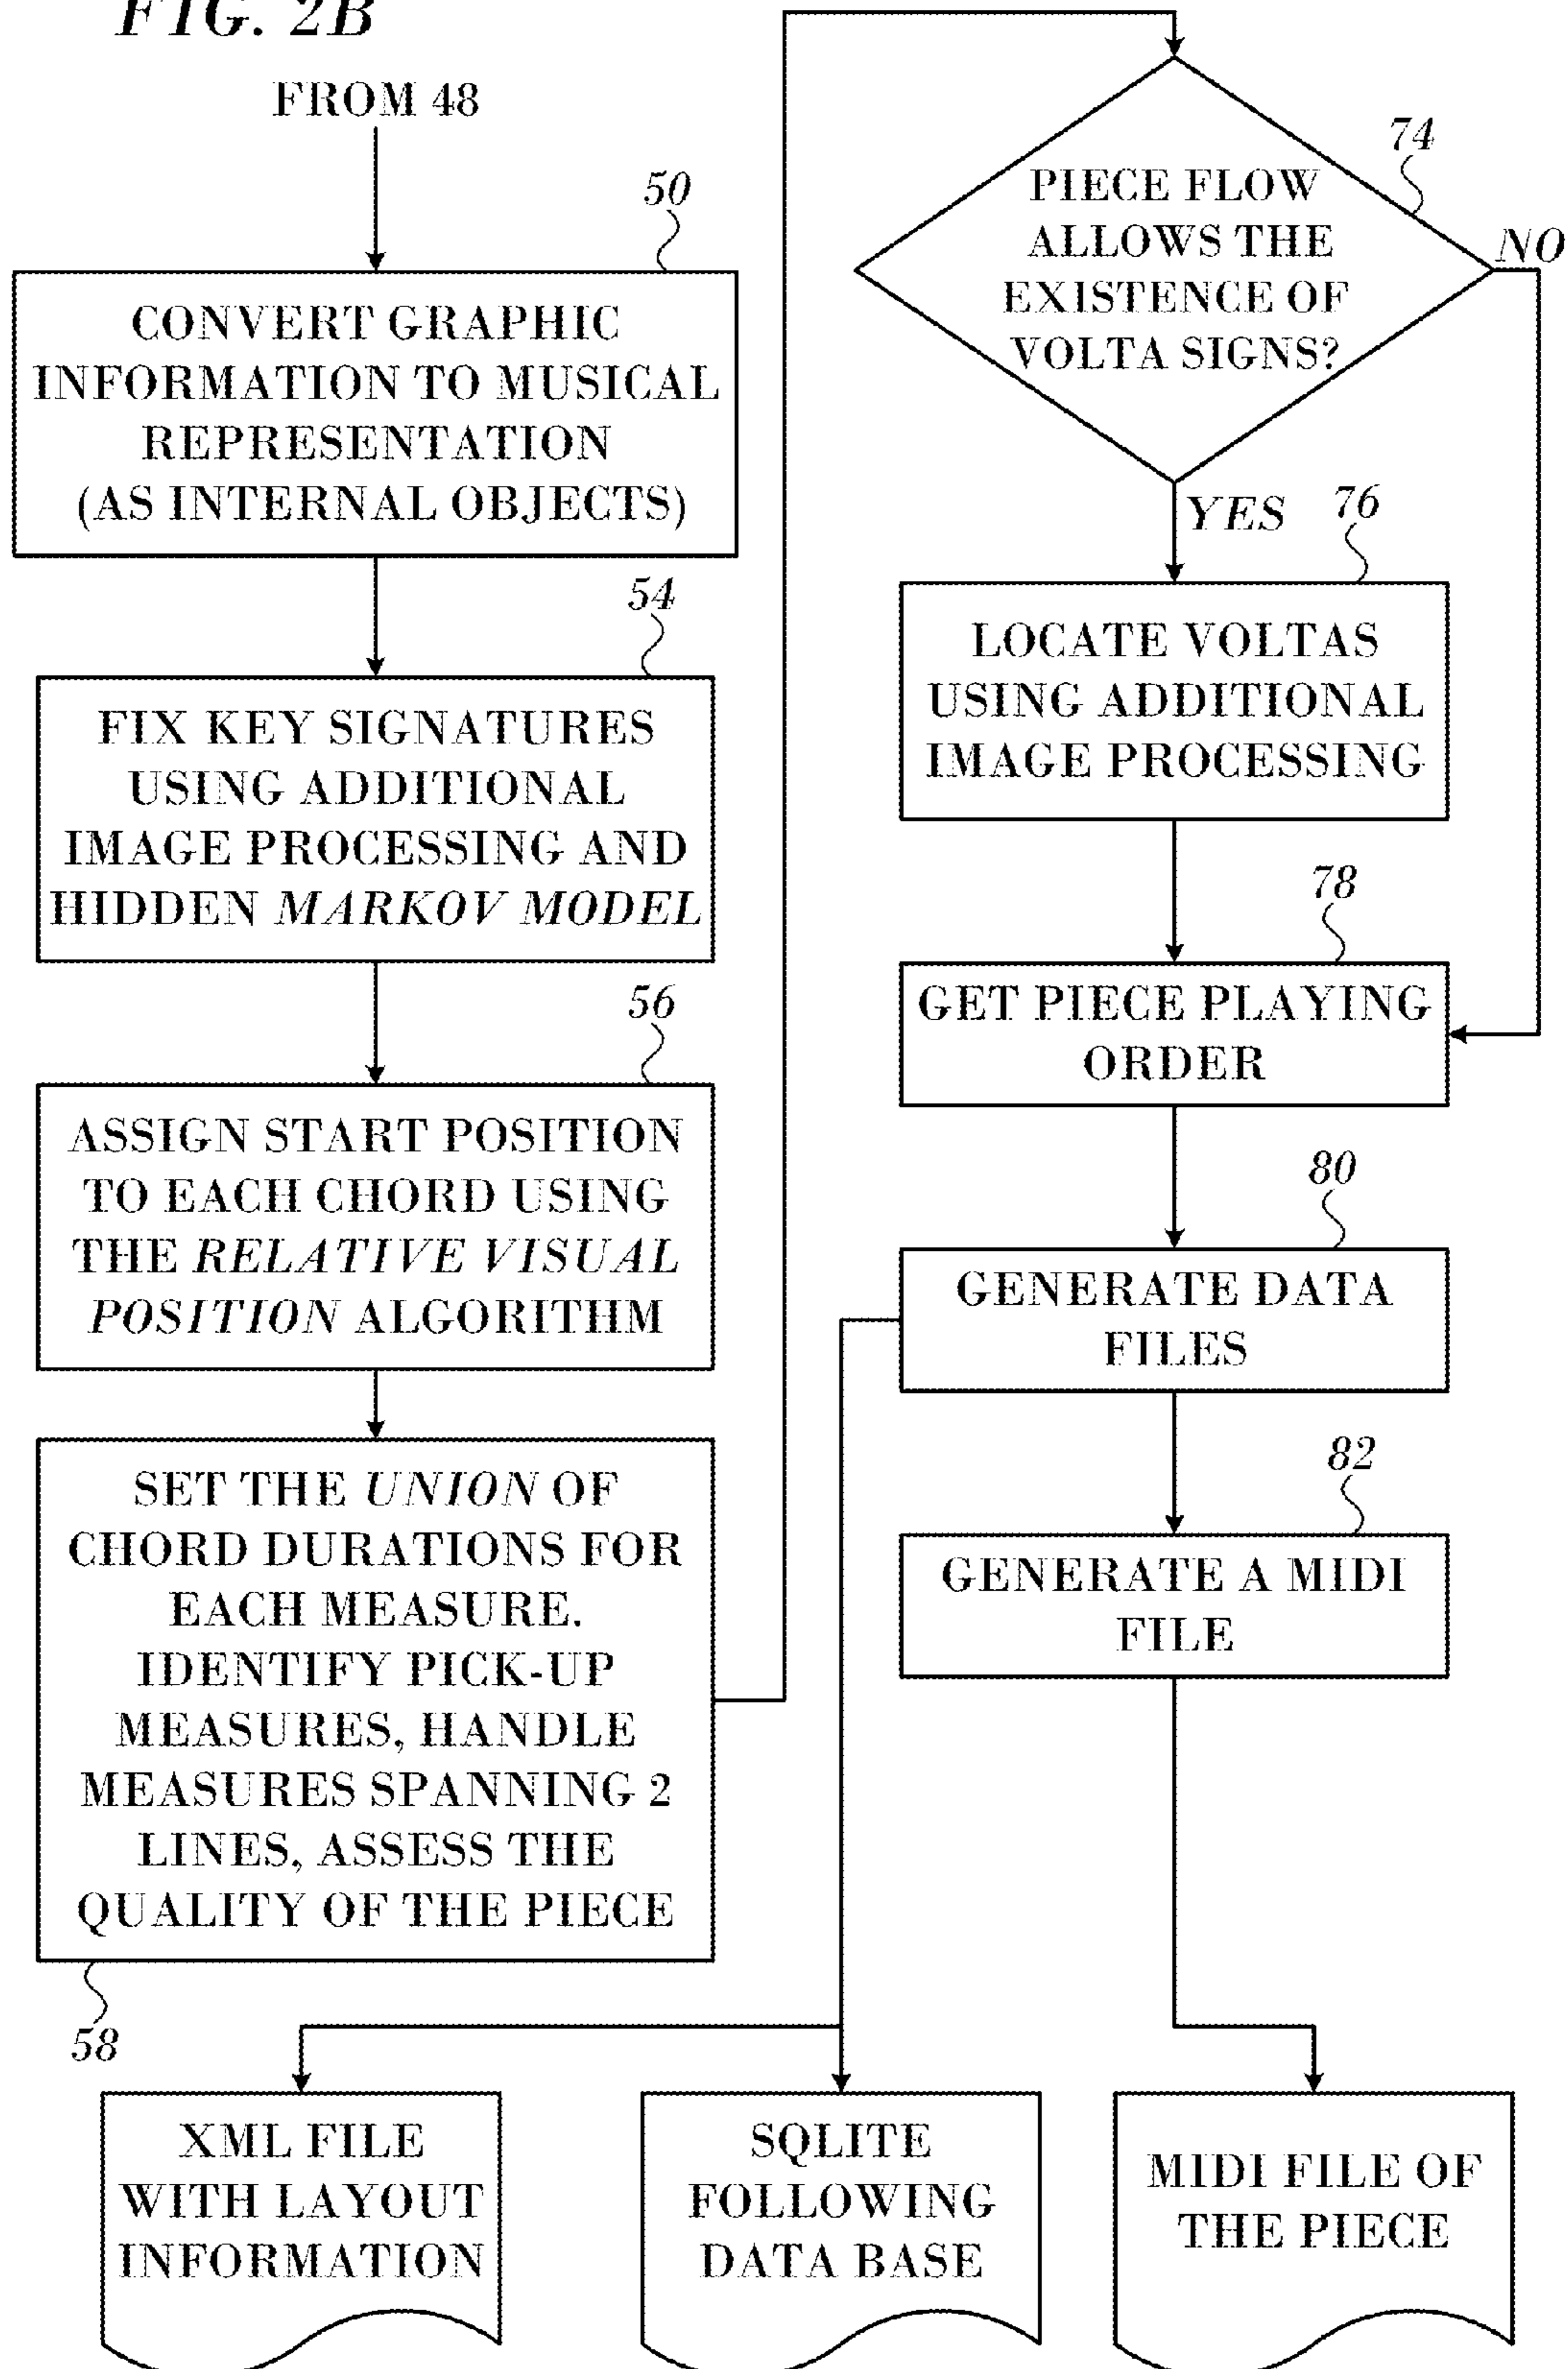 FIG. 2B
FROM 48
50
CONVERT GRAPHIC
INFORMATION TO MUSICAL
REPRESENTATION
(AS INTERNAL OBJECTS)
54
FIX KEY SIGNATURES
USING ADDITIONAL
IMAGE PROCESSING AND
HIDDEN MARKOV MODEL
56
ASSIGN START POSITION
TO EACH CHORD USING
THE RELATIVE VISUAL
POSITION ALGORITHM
SET THE UNION OF
CHORD DURATIONS FOR
EACH MEASURE.
IDENTIFY PICK-UP
MEASURES, HANDLE
MEASURES SPANNING 2
LINES, ASSESS THE
QUALITY OF THE PIECE
58
74
PIECE FLOW
ALLOWS THE
EXISTENCE OF
VOLTA SIGNS?
NO
YES
76
LOCATE VOLTAS
USING ADDITIONAL
IMAGE PROCESSING
78
GET PIECE PLAYING
ORDER
80
GENERATE DATA
FILES
82
GENERATE A MIDI
FILE
XML FILE
WITH LAYOUT
INFORMATION
SQLITE
FOLLOWING
DATA BASE
MIDI FILE OF
THE PIECE